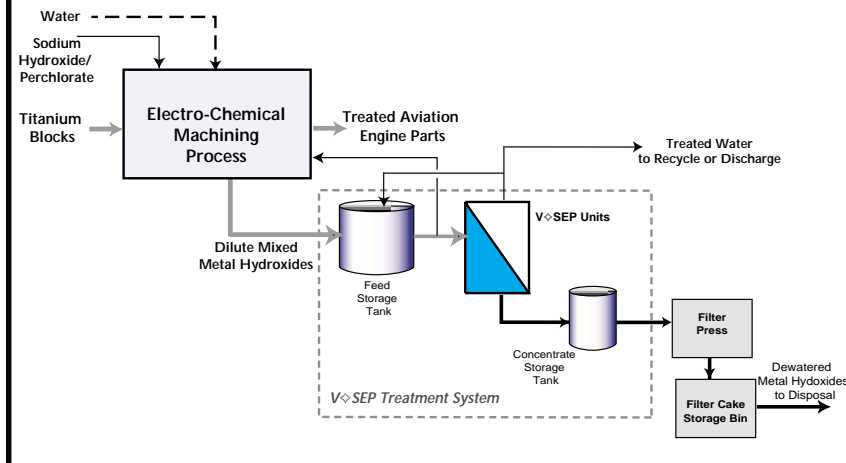 Water
Sodium
Hydroxide/
Perchlorate
Titanium
Blocks
Electro-Chemical
Machining
Process
Treated Aviation
Engine Parts
Treated Water
to Recycle or Discharge
Dilute Mixed
Metal Hydroxides
Feed
Storage
Tank
V✧SEP Units
Concentrate
Storage
Tank
V✧SEP Treatment System
Filter
Press
Filter Cake
Storage Bin
Dewatered
Metal Hydoxides
to Disposal